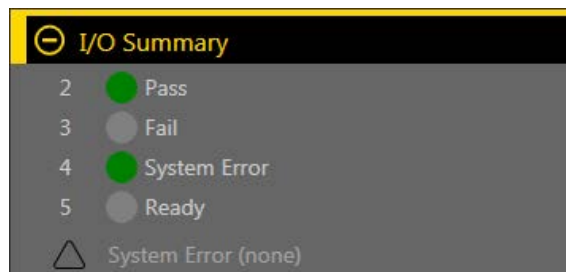 I/O Summary
2 Pass
3 Fail
4 System Error
5 Ready
System Error (none)